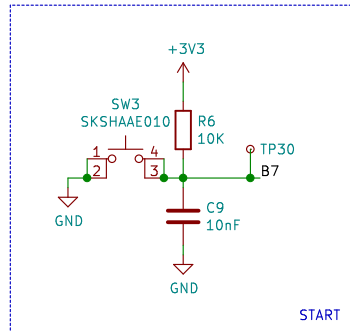 +3V3
SW3
SKSHAAE010
R6
10K
1
4
2
3
TP30
B7
GND
C9
10nF
GND
START